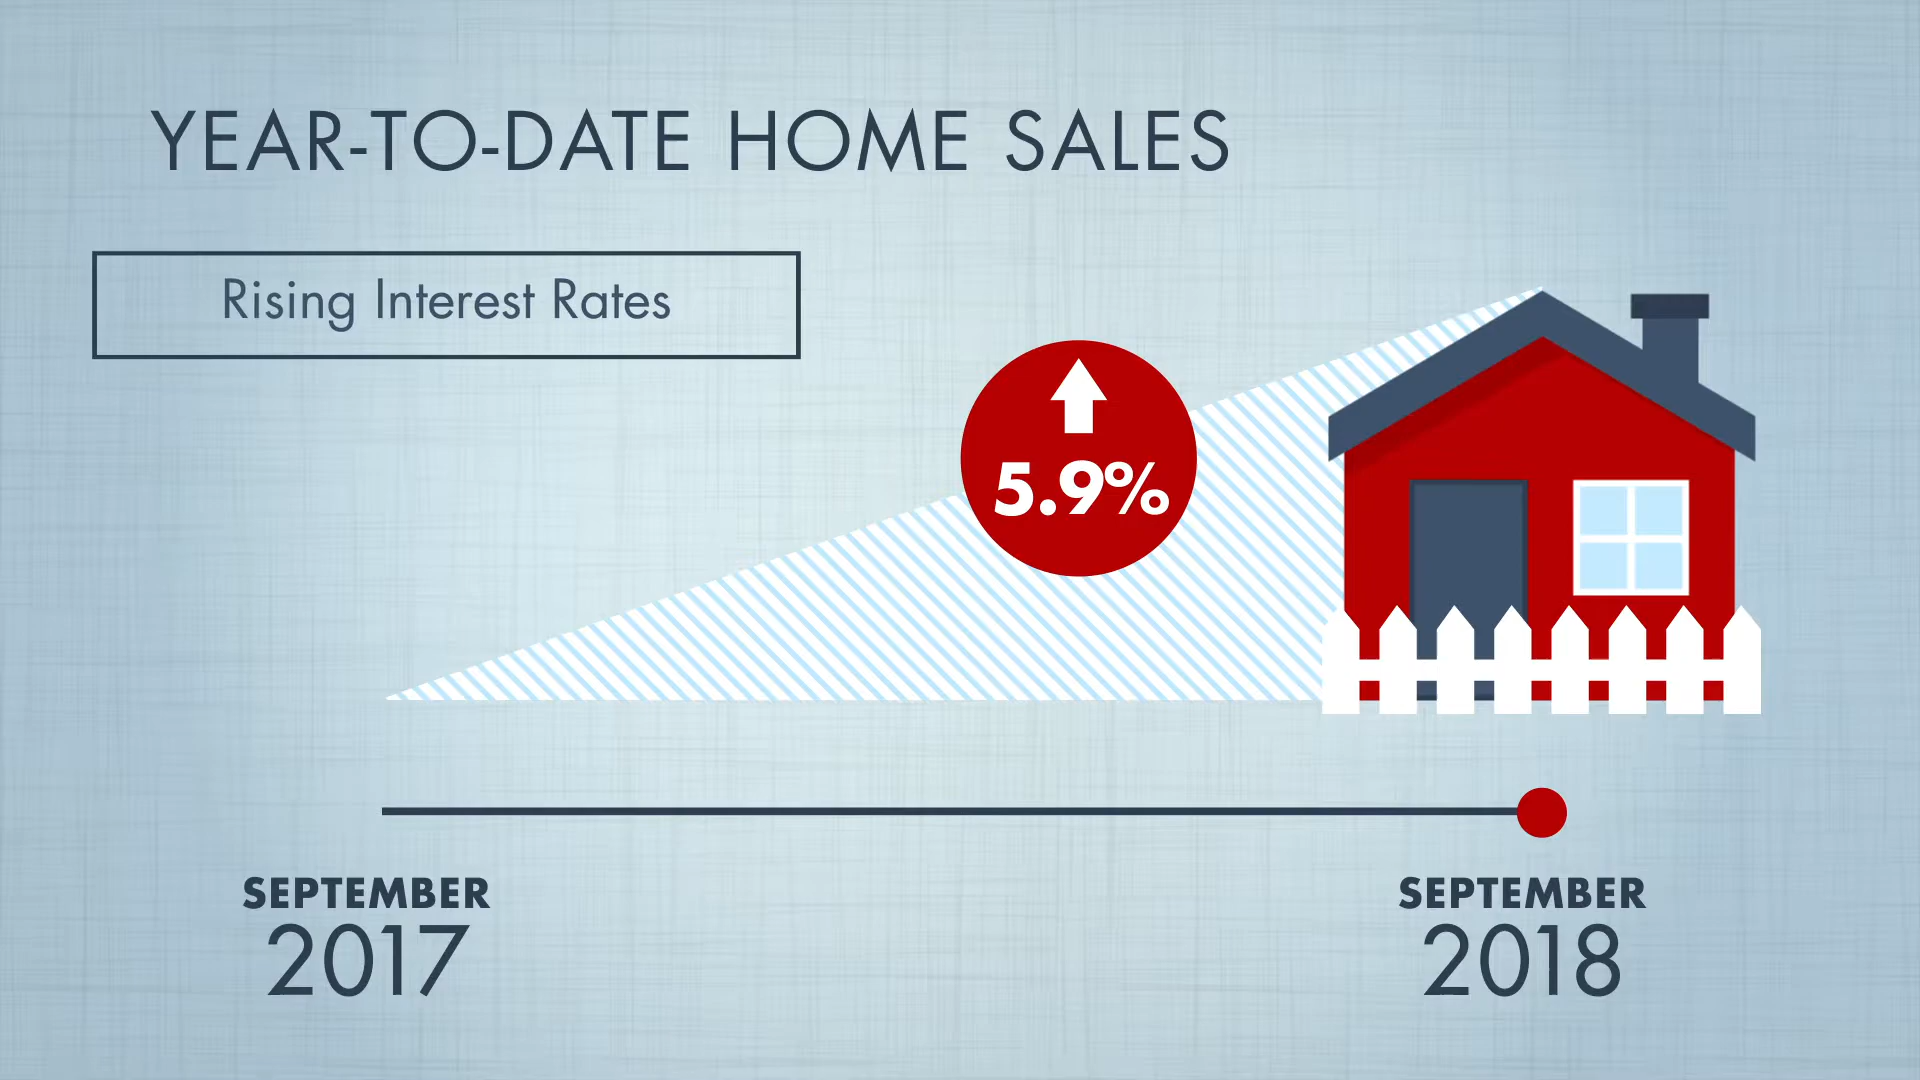 YEAR-TO-DATE HOME SALES
Rising Interest Rates
5.9%
SEPTEMBER
2017
SEPTEMBER
2018